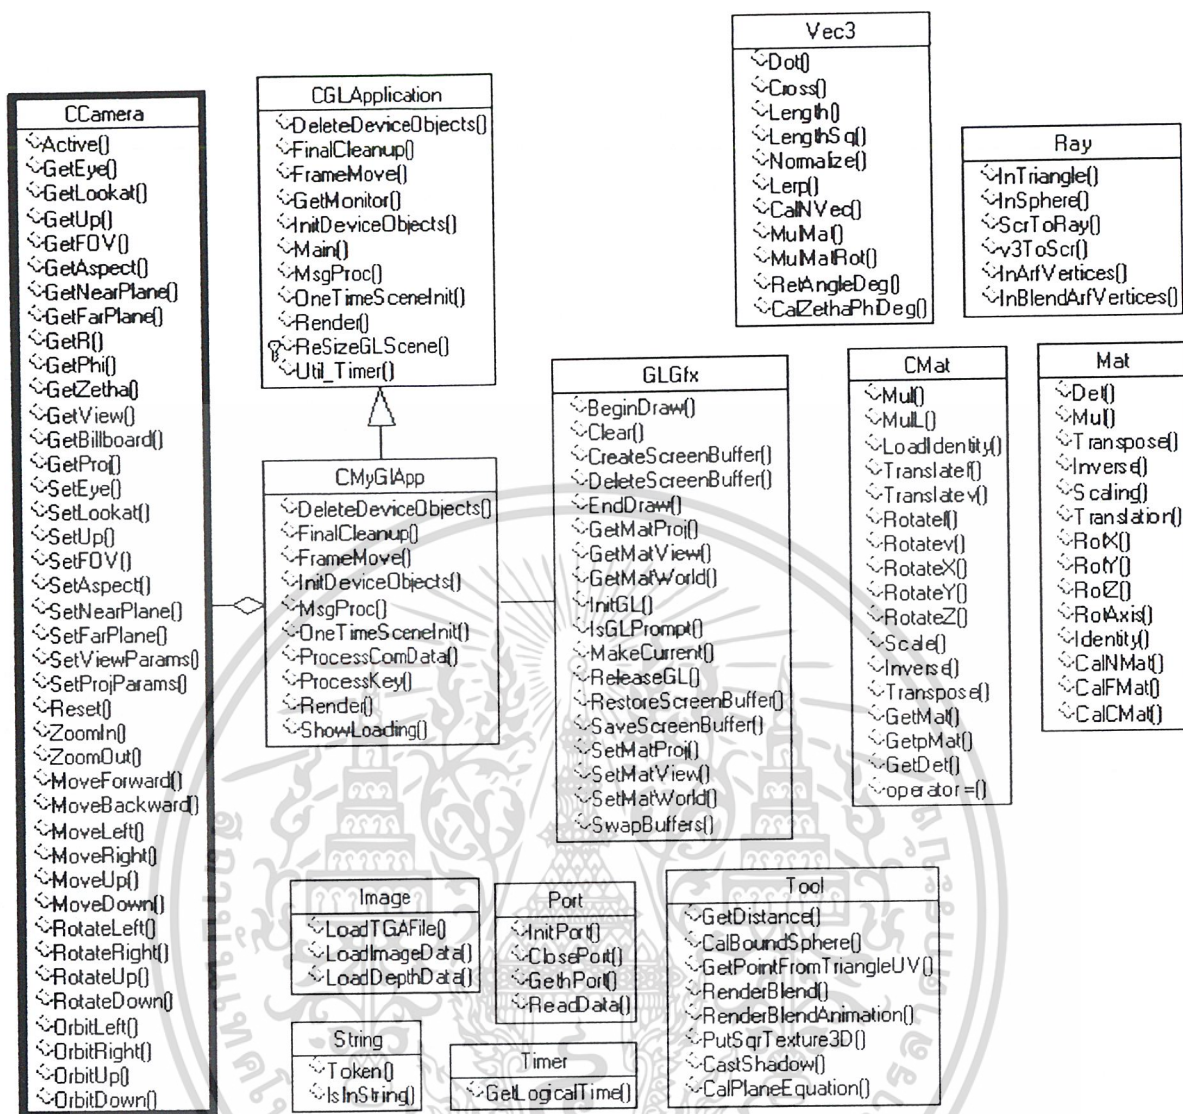 CCamera
Active()
GetEye()
GetLookat()
GetUp()
GetFOV()
GetAspect()
GetNearPlane()
GetFarPlane()
GetR()
GetPhi()
GetZetha()
GetView()
GetBillboard()
GetProj()
SetEye()
SetLookat()
SetUp()
SetFOV()
SetAspect()
SetNearPlane()
SetFarPlane()
SetViewParams()
SetProjParams()
Reset()
ZoomIn()
ZoomOut()
MoveForward()
MoveBackward()
MoveLeft()
MoveRight()
MoveUp()
MoveDown()
RotateLeft()
RotateRight()
RotateUp()
RotateDown()
OrbitLeft()
OrbitRight()
OrbitUp()
OrbitDown()
CGLApplication
DeleteDeviceObjects()
FinalCleanup()
FrameMove()
GetMonitor()
InitDeviceObjects()
Main()
MsgProc()
OneTimeSceneInit()
Render()
ReSizeGLScene()
Util_Timer()
CMyGlApp
DeleteDeviceObjects()
FinalCleanup()
FrameMove()
InitDeviceObjects()
MsgProc()
OneTimeSceneInit()
ProcessComData()
ProcessKey()
Render()
ShowLoading()
GLGfx
BeginDraw()
Clear()
CreateScreenBuffer()
DeleteScreenBuffer()
EndDraw()
GetMatProj()
GetMatView()
GetMatWorld()
InitGL()
IsGLPrompt()
MakeCurrent()
ReleaseGL()
RestoreScreenBuffer()
SaveScreenBuffer()
SetMatProj()
SetMatView()
SetMatWorld()
SwapBuffers()
Vec3
Dot()
Cross()
Length()
LengthSq()
Normalize()
Lerp()
CalNVec()
MulMat()
MulMatRot()
RetAngleDeg()
CalZethaPhiDeg()
Ray
InTriangle()
InSphere()
ScrToRay()
v3ToScr()
InArfVertices()
InBlendArfVertices()
CMat
Mul()
MulL()
LoadIdentity()
Translatef()
Translatev()
Rotatef()
Rotatev()
RotateX()
RotateY()
RotateZ()
Scale()
Inverse()
Transpose()
GetMat()
GetpMat()
GetDet()
operator =()
Mat
Det()
Mul()
Transpose()
Inverse()
Scaling()
Translation()
RotX()
RotY()
RotZ()
RotAxis()
Identity()
CalNMat()
CalFMat()
CalCMat()
Image
LoadTGAFile()
LoadImageData()
LoadDepthData()
Port
InitPort()
ClosePort()
GethPort()
ReadData()
Tool
GetDistance()
CalBoundSphere()
GetPointFromTriangleUV()
RenderBlend()
RenderBlendAnimation()
PutSqrTexture3D()
CastShadow()
CalPlaneEquation()
String
Token()
IsInString()
Timer
GetLogicalTime()